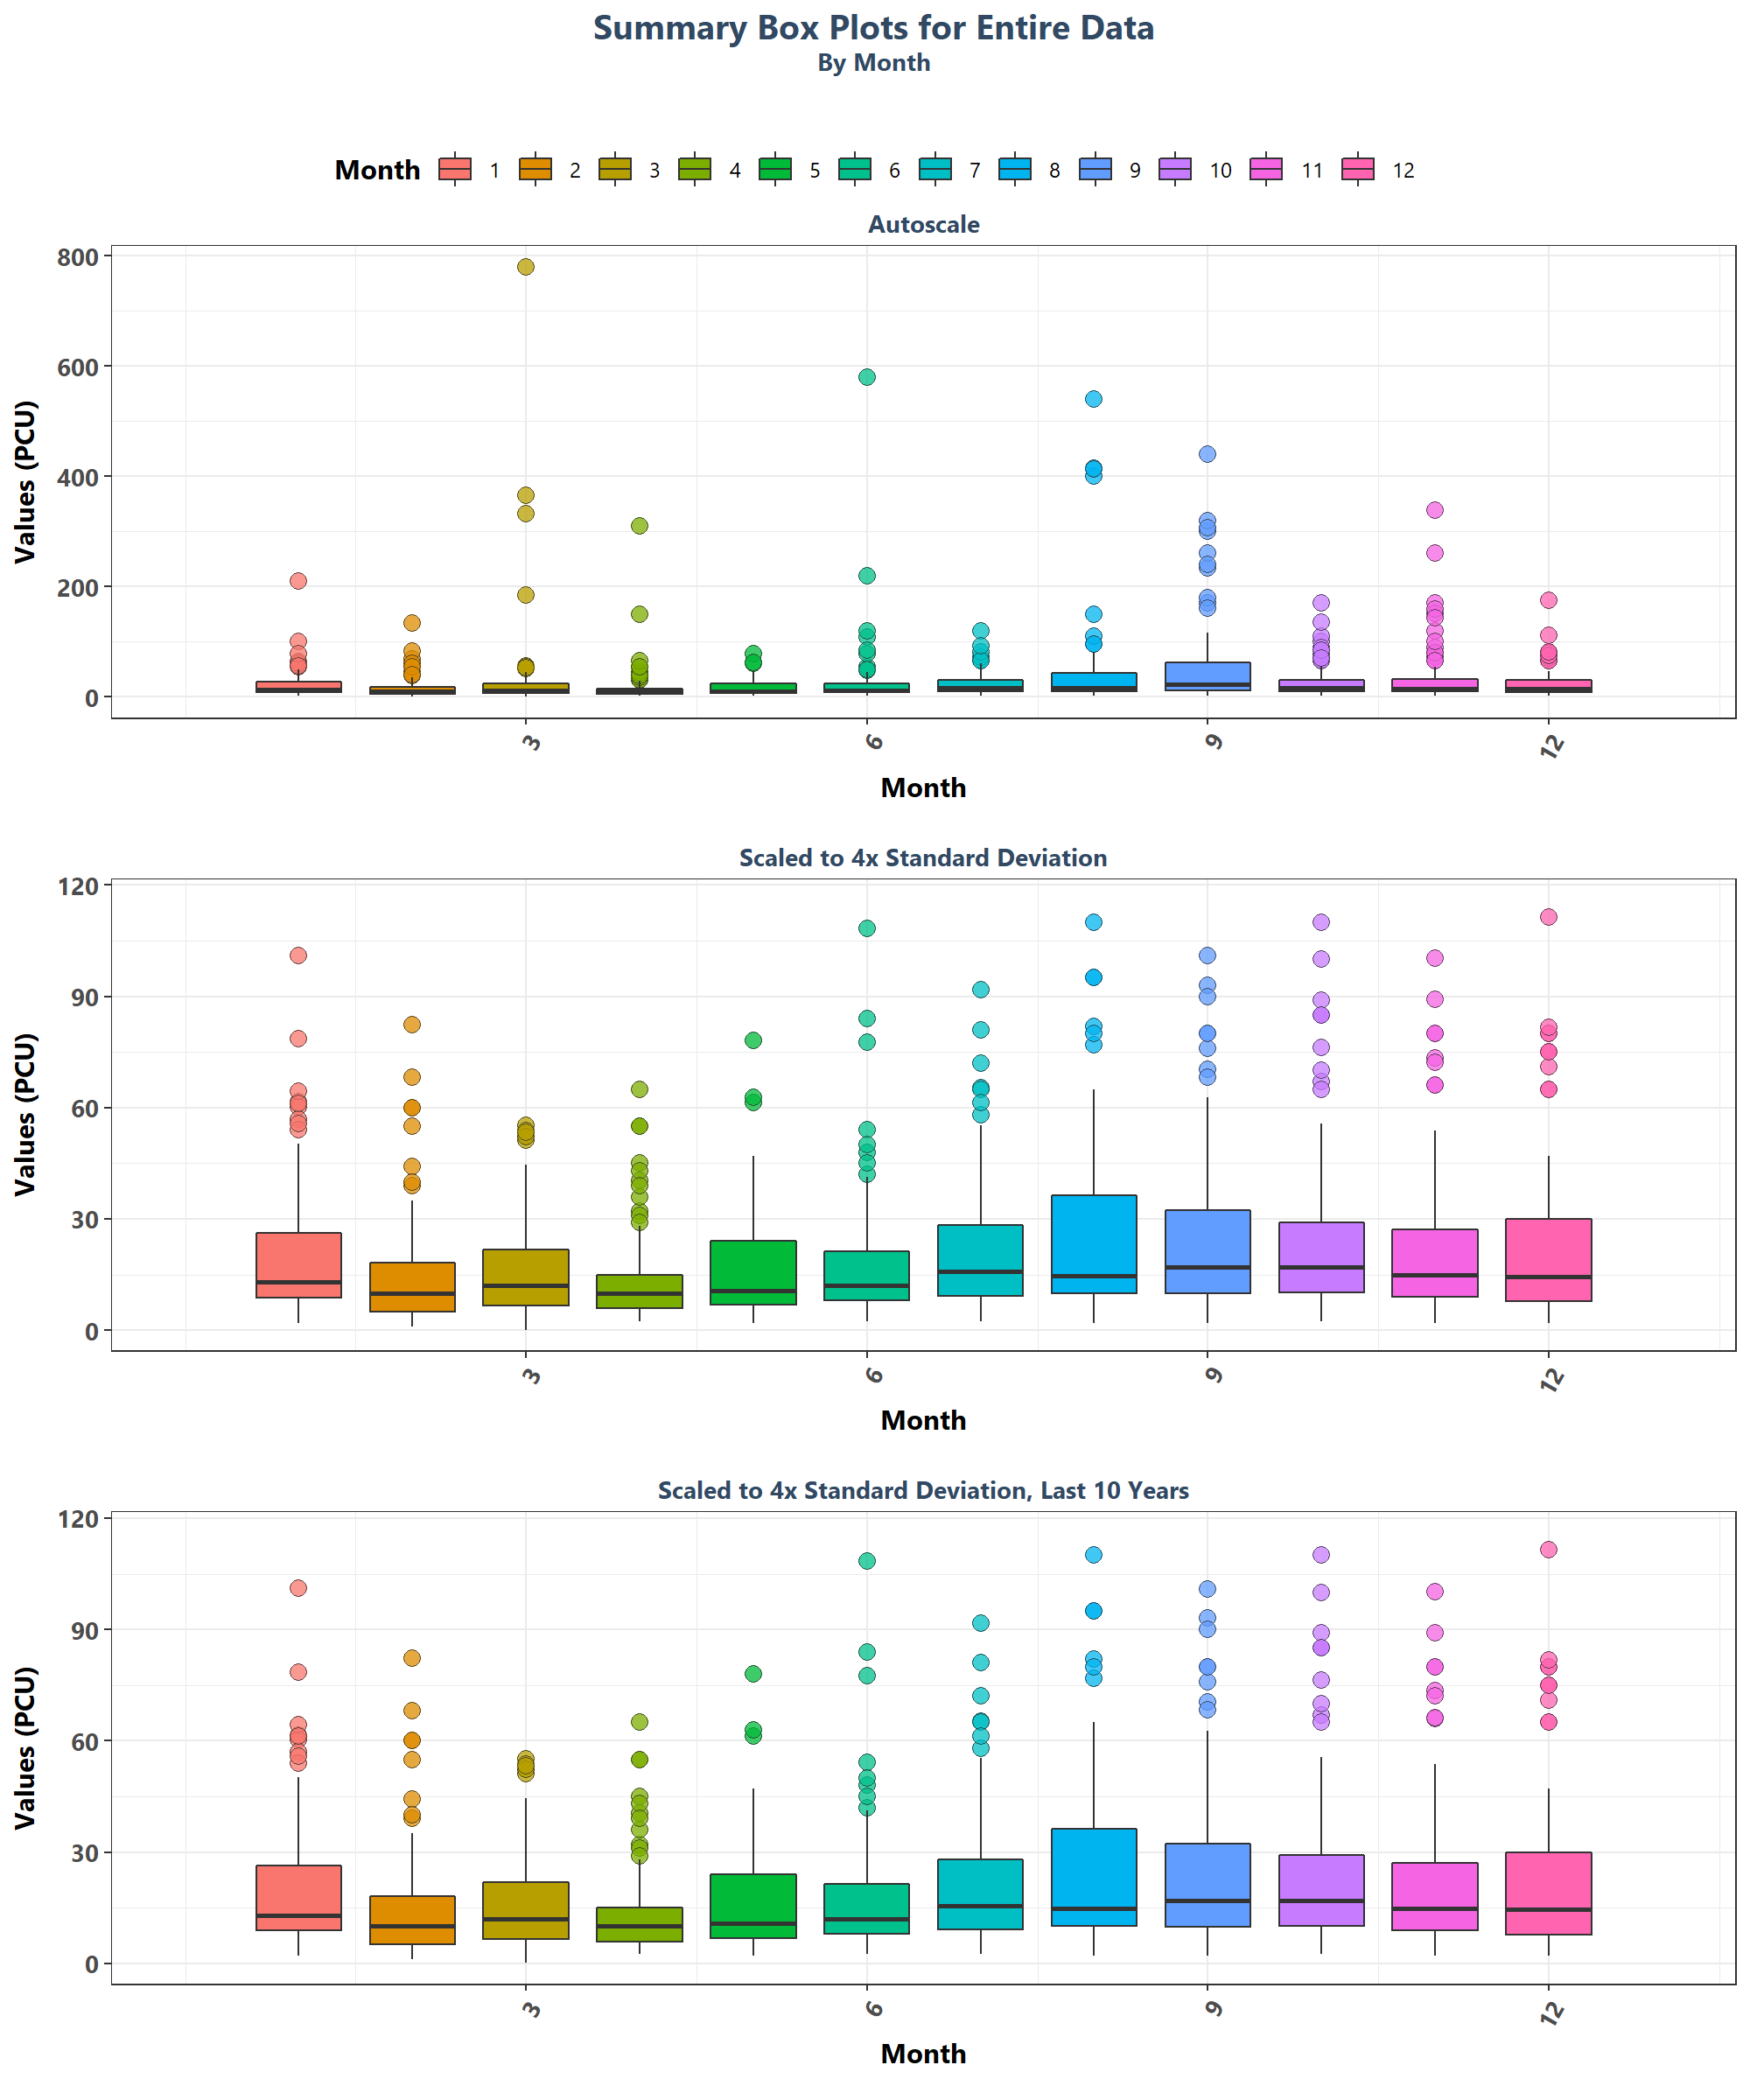 Summary Box Plots for Entire Data
By Month
Month 1 2 3 4 5 6 7 8 9 10 11 12
Autoscale
800
600
400
200
0
Values (PCU)
3 6 9 12
Month
Scaled to 4x Standard Deviation
120
90
60
30
0
Values (PCU)
3 6 9 12
Month
Scaled to 4x Standard Deviation, Last 10 Years
120
90
60
30
0
Values (PCU)
3 6 9 12
Month